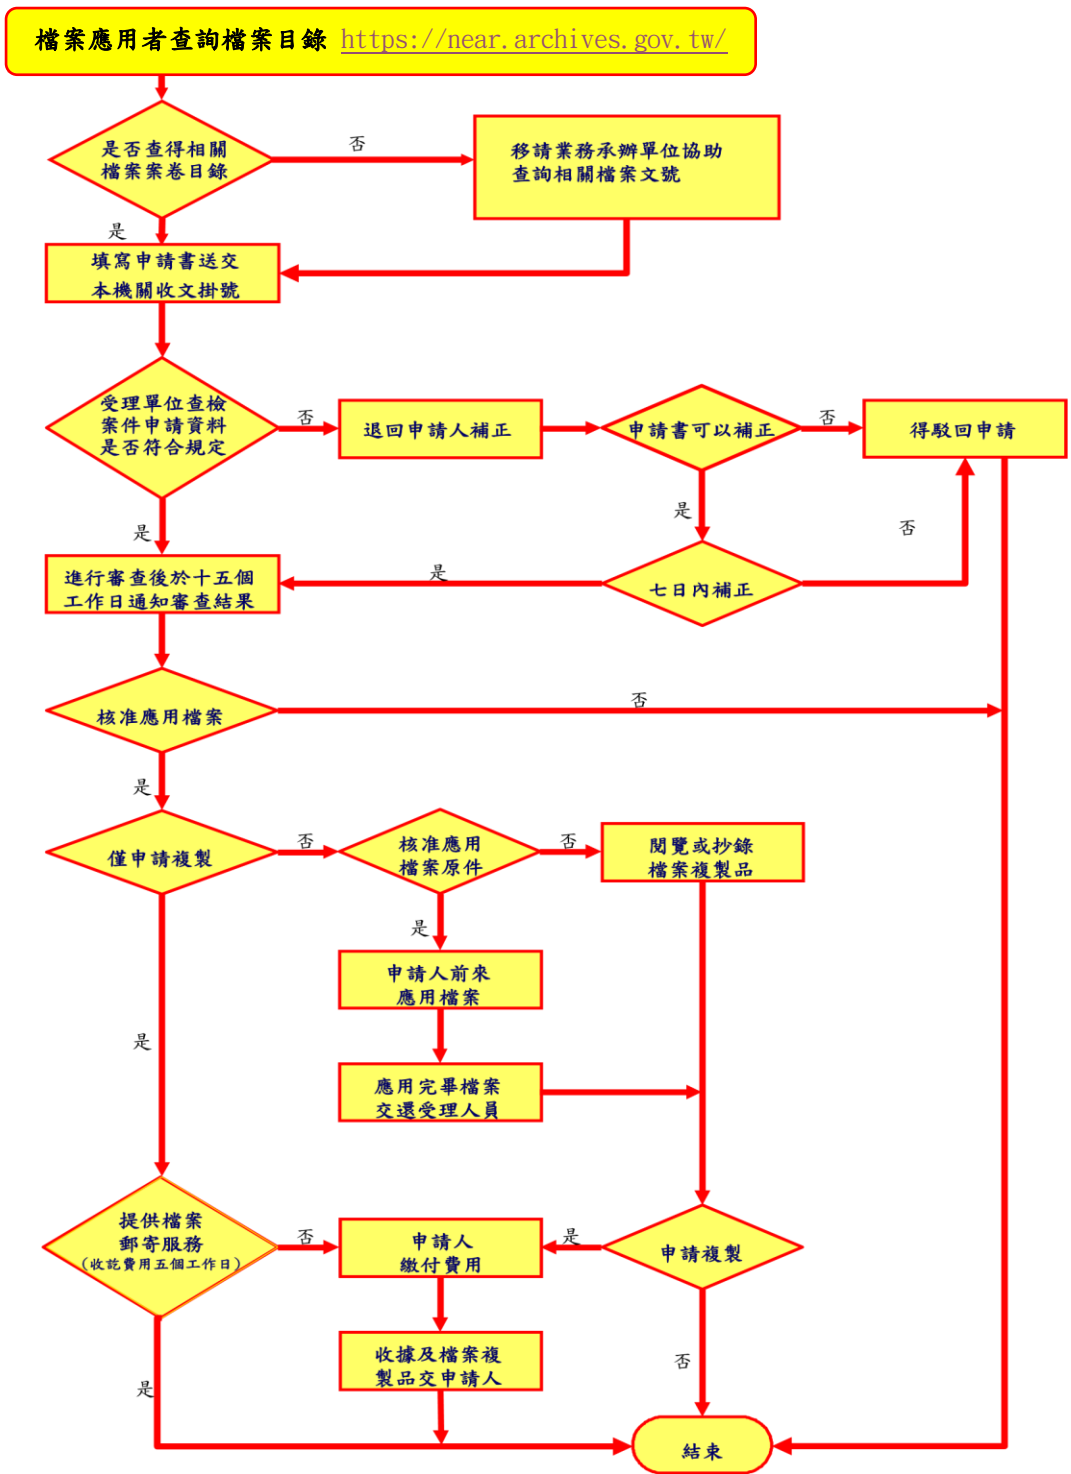 檔案應用者查詢檔案目錄 https://near.archives.gov.tw/
是否查得相關
檔案案卷目錄
否
移請業務承辦單位協助
查詢相關檔案文號
是
填寫申請書送交
本機關收文掛號
受理單位查檢
案件申請資料
是否符合規定
否
退回申請人補正
申請書可以補正
否
得駁回申請
是
是
否
進行審查後於十五個
工作日通知審查結果
是
七日內補正
核准應用檔案
否
是
僅申請複製
否
核准應用
檔案原件
否
閱覽或抄錄
檔案複製品
是
申請人前來
應用檔案
是
應用完畢檔案
交還受理人員
提供檔案
郵寄服務
(收訖費用五個工作日)
否
申請人
繳付費用
是
申請複製
收據及檔案複
製品交申請人
否
是
結束